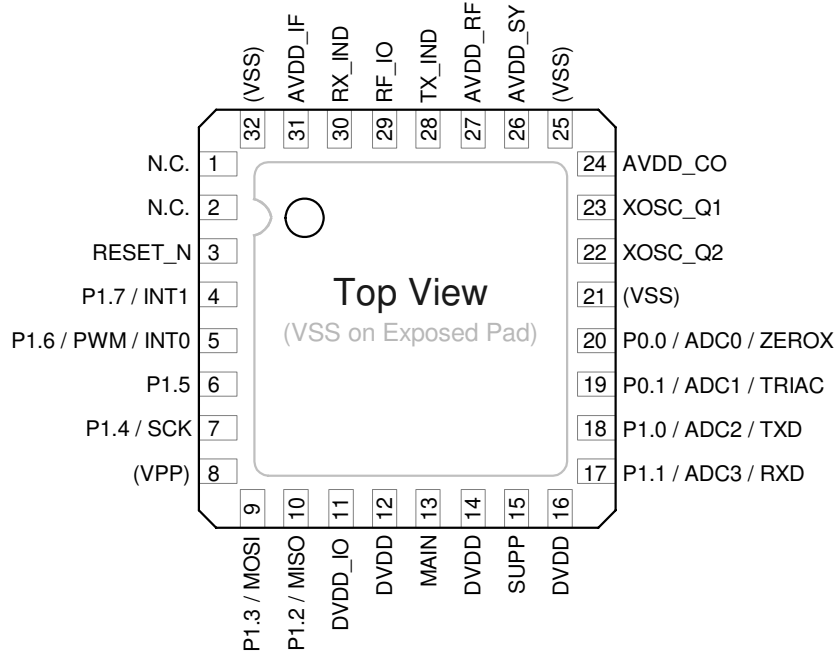 (VSS)
AVDD_IF
RX_IND
RF_IO
TX_IND
AVDD_RF
AVDD_SY
(VSS)
32 31 30 29 28 27 26 25
N.C. 1
N.C. 2
RESET_N 3
P1.7 / INT1 4
P1.6 / PWM / INT0 5
P1.5 6
P1.4 / SCK 7
(VPP) 8
Top View
(VSS on Exposed Pad)
24 AVDD_CO
23 XOSC_Q1
22 XOSC_Q2
21 (VSS)
20 P0.0 / ADC0 / ZEROX
19 P0.1 / ADC1 / TRIAC
18 P1.0 / ADC2 / TXD
17 P1.1 / ADC3 / RXD
9 10 11 12 13 14 15 16
P1.3 / MOSI
P1.2 / MISO
DVDD_IO
DVDD
MAIN
DVDD
SUPP
DVDD